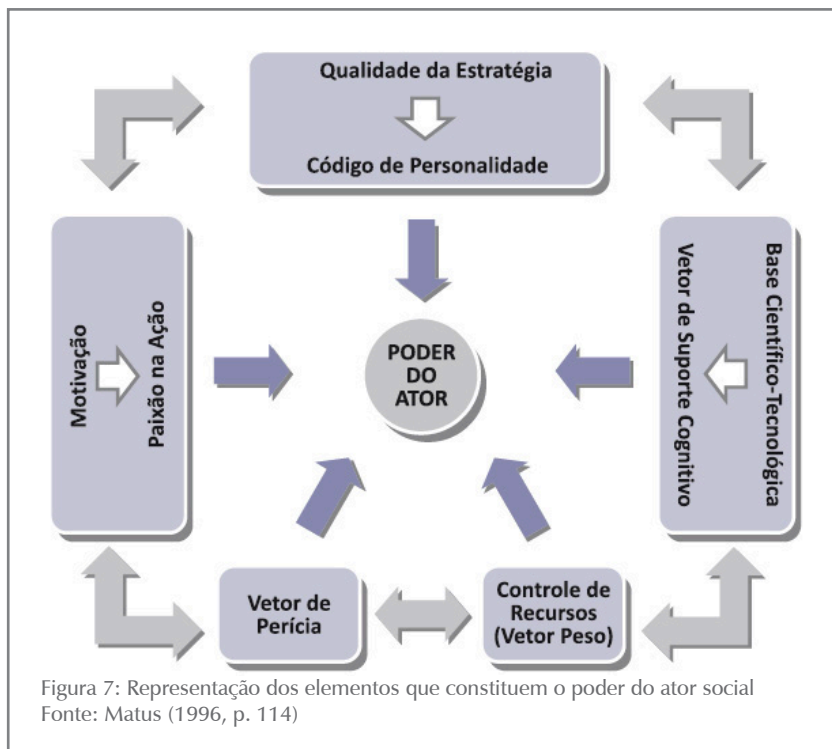 Qualidade da Estratégia
Código de Personalidade
Motivação
Paixão na Ação
PODER
DO
ATOR
Base Científico-Tecnológica
Vetor de Suporte Cognitivo
Vetor de
Perícia
Controle de
Recursos
(Vetor Peso)
Figura 7: Representação dos elementos que constituem o poder do ator social
Fonte: Matus (1996, p. 114)